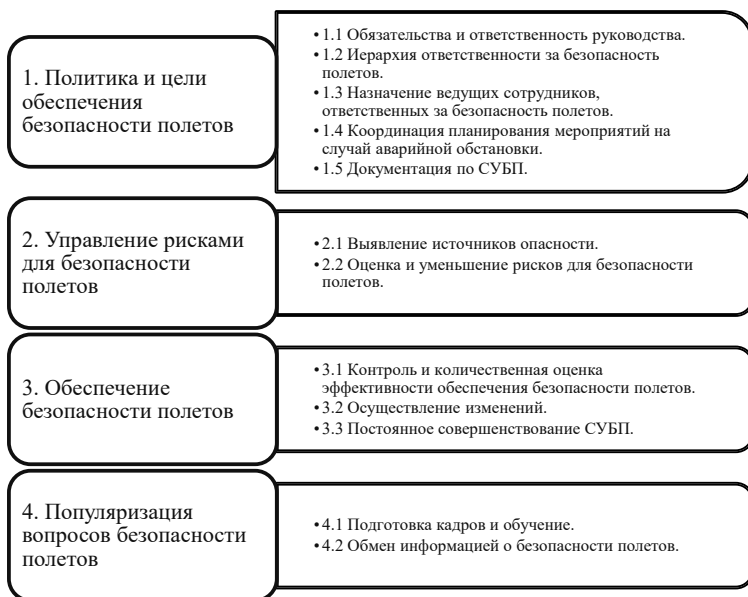 1. Политика и цели
обеспечения
безопасности полетов
• 1.1 Обязательства и ответственность руководства.
• 1.2 Иерархия ответственности за безопасность
полетов.
• 1.3 Назначение ведущих сотрудников,
ответственных за безопасность полетов.
• 1.4 Координация планирования мероприятий на
случай аварийной обстановки.
• 1.5 Документация по СУБП.
2. Управление рисками
для безопасности
полетов
• 2.1 Выявление источников опасности.
• 2.2 Оценка и уменьшение рисков для безопасности
полетов.
3. Обеспечение
безопасности полетов
• 3.1 Контроль и количественная оценка
эффективности обеспечения безопасности полетов.
• 3.2 Осуществление изменений.
• 3.3 Постоянное совершенствование СУБП.
4. Популяризация
вопросов безопасности
полетов
• 4.1 Подготовка кадров и обучение.
• 4.2 Обмен информацией о безопасности полетов.